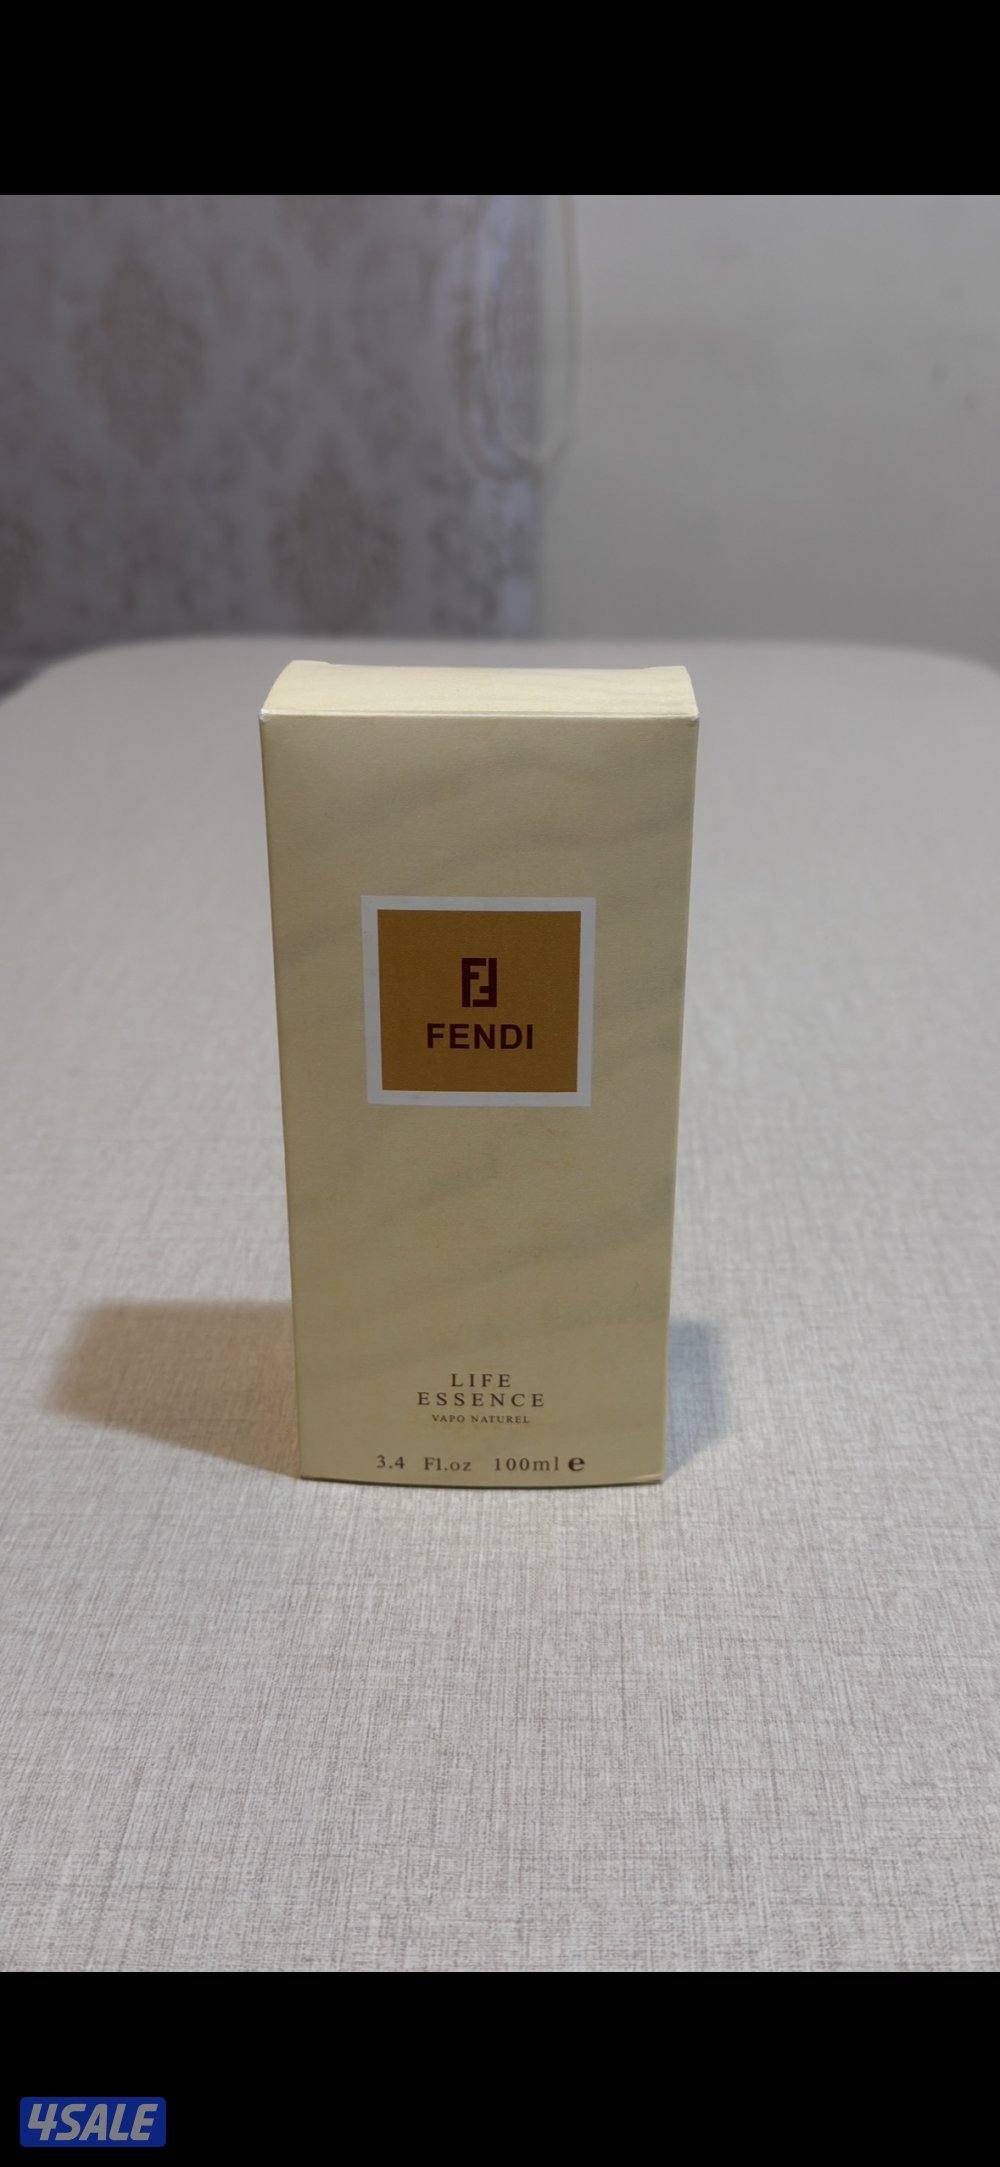 FENDI
LIFE
ESSENCE
VAPO NATUREL
3.4 Fl.oz 100ml e
4SALE